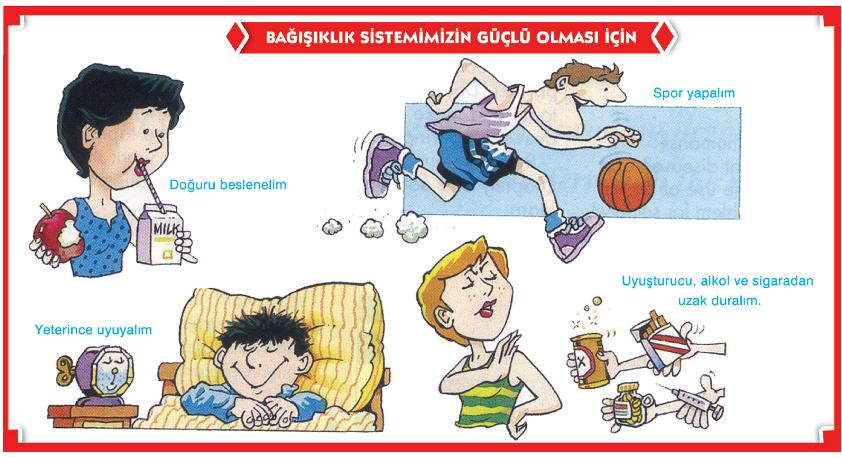 BAĞIŞIKLIK SİSTEMİMİZİN GÜÇLÜ OLMASI İÇİN
Spor yapalım
Doğuru beslenelim
MILK
Uyuşturucu, alkol ve sigaradan
uzak duralım.
Yeterince uyuyalım